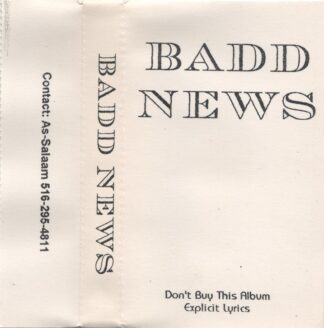 Contact: As-Salaam 516-295-4811
BADD NEWS
BADD
NEWS
Don't Buy This Album
Explicit Lyrics